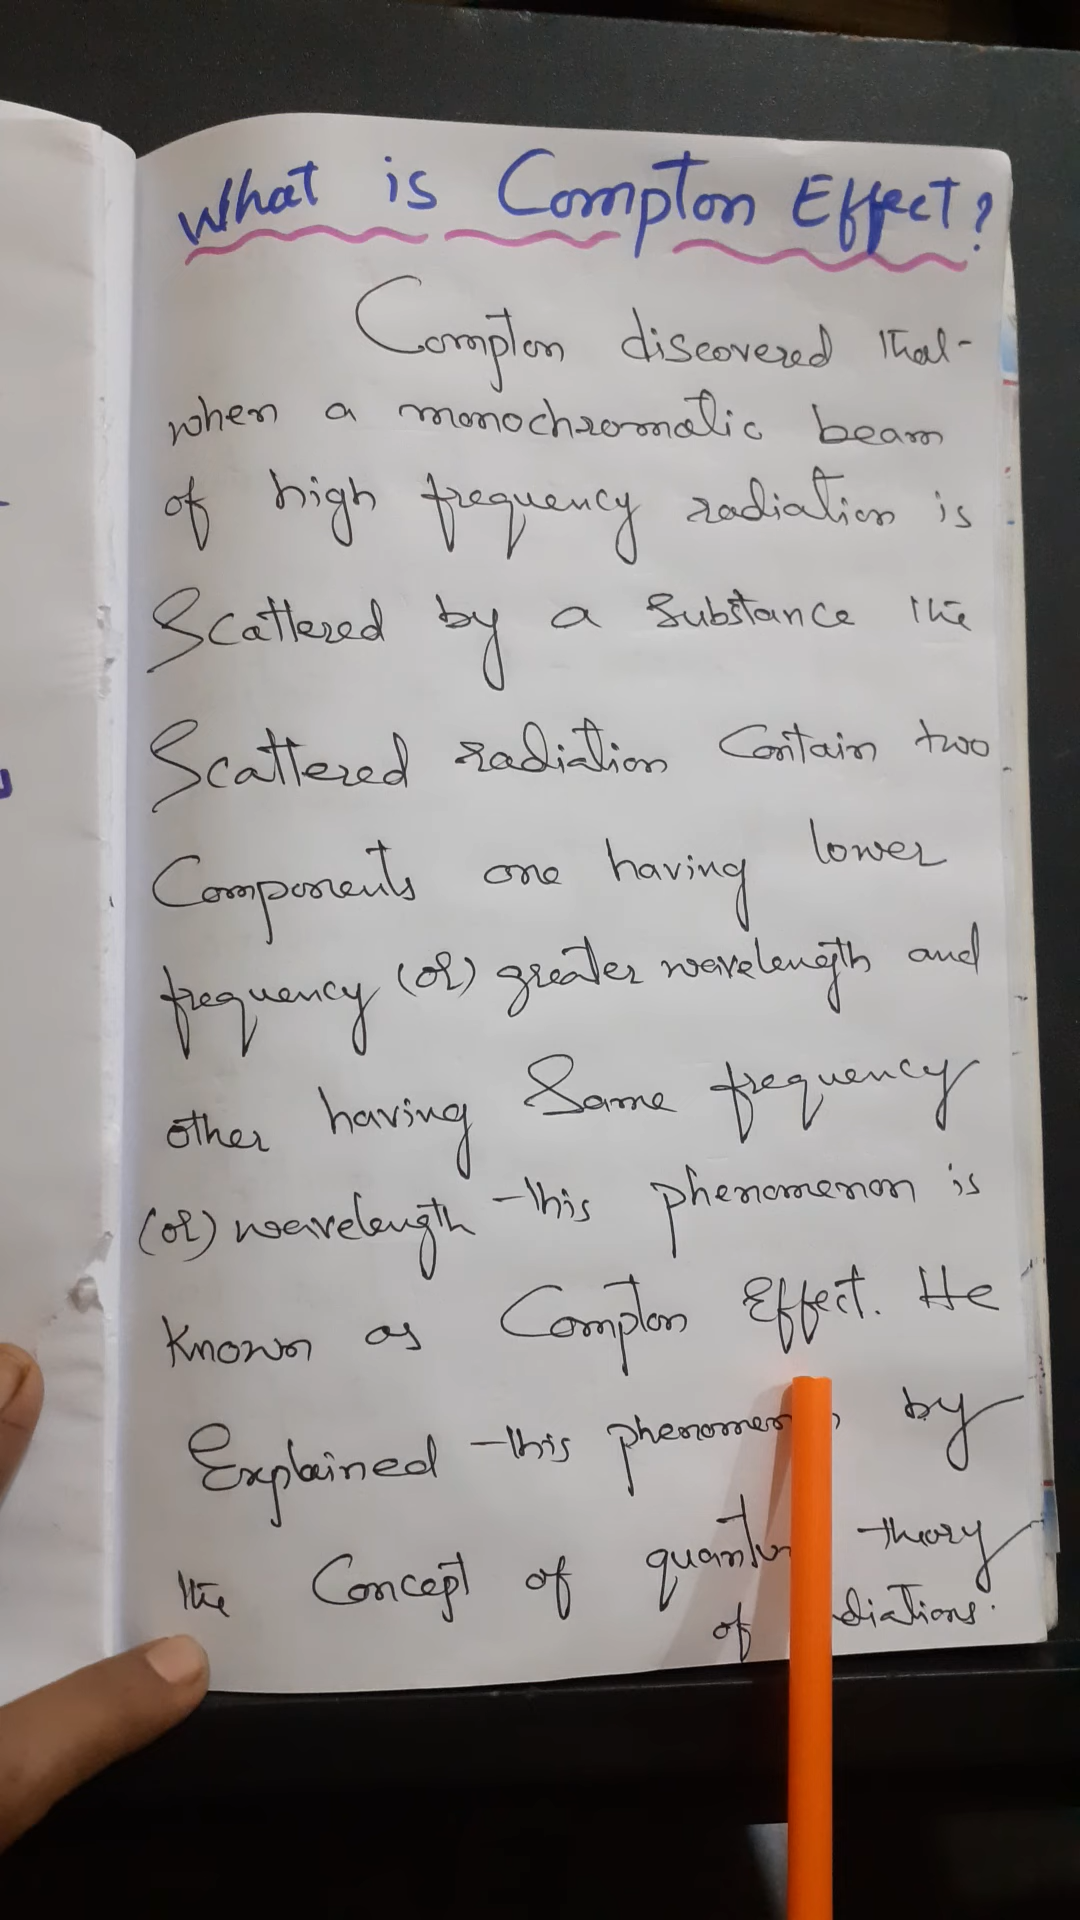 What is Compton Effect?
Compton discovered that
when a monochromatic beam
of high frequency radiation is
Scattered by a Substance the
Scattered radiation Contain two
Components one having lower
frequency (or) greater wavelength and
other having Same frequency
(or) wavelength this phenomenon is
Known as Compton Effect. He
Explained this by
the Concept of theory
of